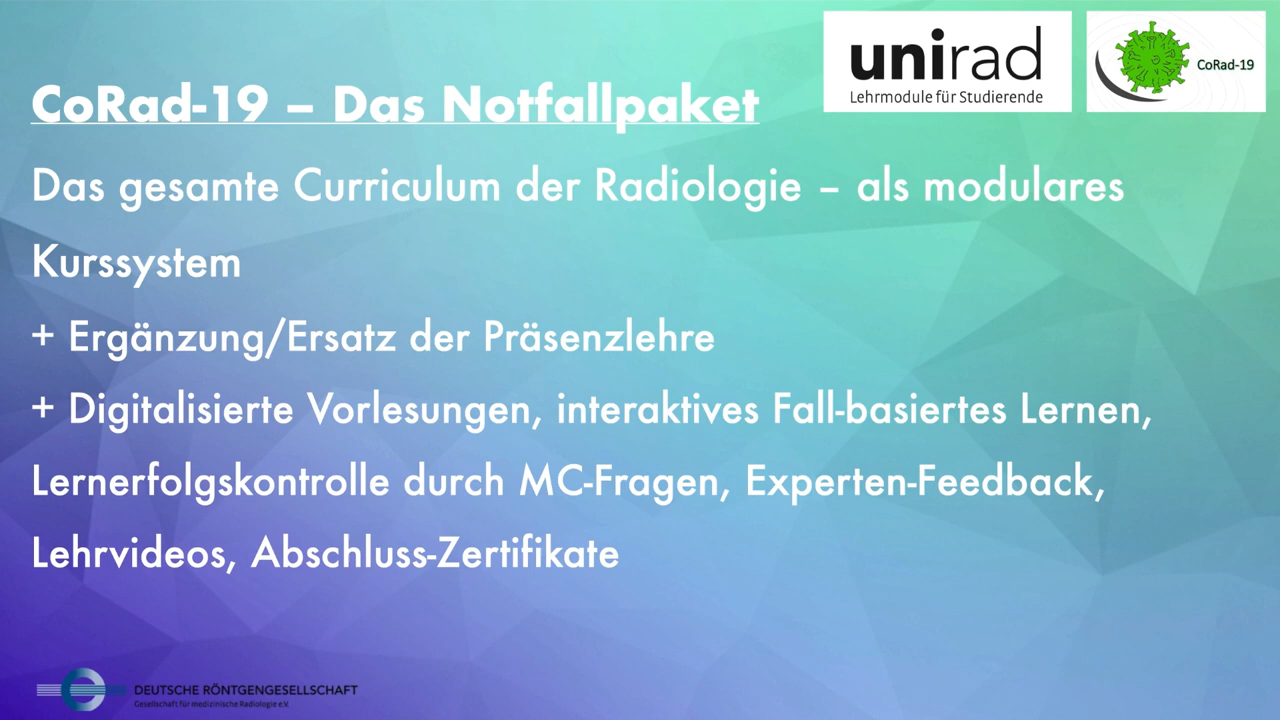 unirad
Lehrmodule für Studierende
CoRad-19
CoRad-19 – Das Notfallpaket
Das gesamte Curriculum der Radiologie – als modulares
Kurssystem
+ Ergänzung/Ersatz der Präsenzlehre
+ Digitalisierte Vorlesungen, interaktives Fall-basiertes Lernen,
Lernerfolgskontrolle durch MC-Fragen, Experten-Feedback,
Lehrvideos, Abschluss-Zertifikate
DEUTSCHE RÖNTGENGESELLSCHAFT
Gesellschaft für medizinische Radiologie e.V.